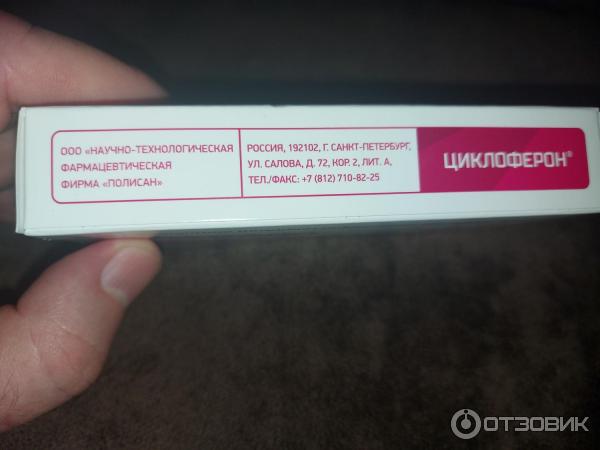 ООО «НАУЧНО-ТЕХНОЛОГИЧЕСКАЯ
ФАРМАЦЕВТИЧЕСКАЯ
ФИРМА «ПОЛИСАН»
РОССИЯ, 192102, Г. САНКТ-ПЕТЕРБУРГ,
УЛ. САЛОВА, Д. 72, КОР. 2, ЛИТ. А,
ТЕЛ./ФАКС: +7 (812) 710-82-25
ЦИКЛОФЕРОН®
ОТЗОВИК